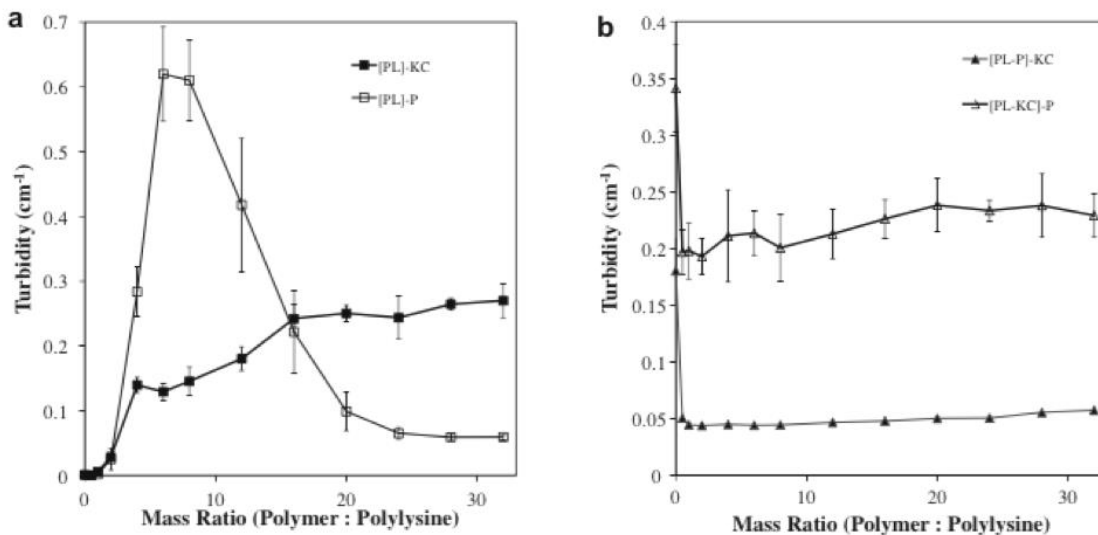 a
0.7
0.6
0.5
0.4
0.3
0.2
0.1
0
Turbidity (cm-1)
[PL]-KC
[PL]-P
0 10 20 30
Mass Ratio (Polymer : Polylysine)
b
0.4
0.35
0.3
0.25
0.2
0.15
0.1
0.05
0
Turbidity (cm-1)
[PL-P]-KC
[PL-KC]-P
0 10 20 30
Mass Ratio (Polymer : Polylysine)